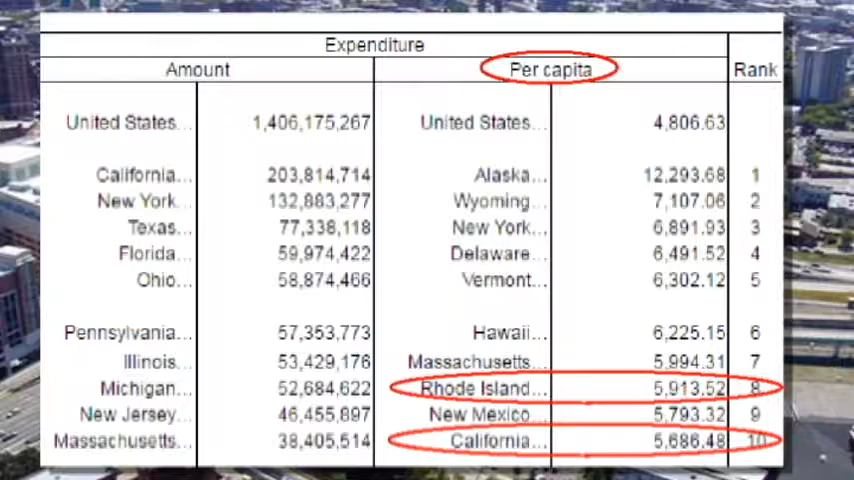 Expenditure
Amount Per capita Rank
United States... 1,406,175,267 United States... 4,806.63
California... 203,814,714 Alaska... 12,293.68 1
New York... 132,883,277 Wyoming... 7,107.06 2
Texas... 77,338,118 New York... 6,891.93 3
Florida... 59,974,422 Delaware... 6,491.52 4
Ohio... 58,874,466 Vermont... 6,302.12 5
Pennsylvania... 57,353,773 Hawaii... 6,225.15 6
Illinois... 53,429,176 Massachusetts... 5,994.31 7
Michigan... 52,684,622 Rhode Island... 5,913.52 8
New Jersey... 46,455,897 New Mexico... 5,793.32 9
Massachusetts... 38,405,514 California... 5,686.48 10